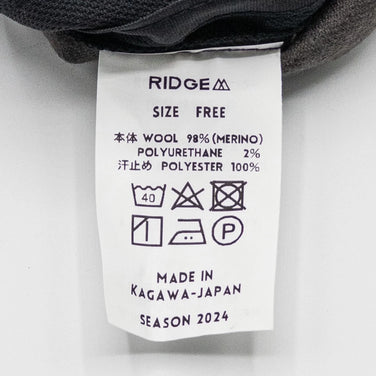 RIDGE
SIZE FREE
本体 WOOL 98%(MERINO)
POLYURETHANE 2%
汗止め POLYESTER 100%
40
P
MADE IN
KAGAWA-JAPAN
SEASON 2024